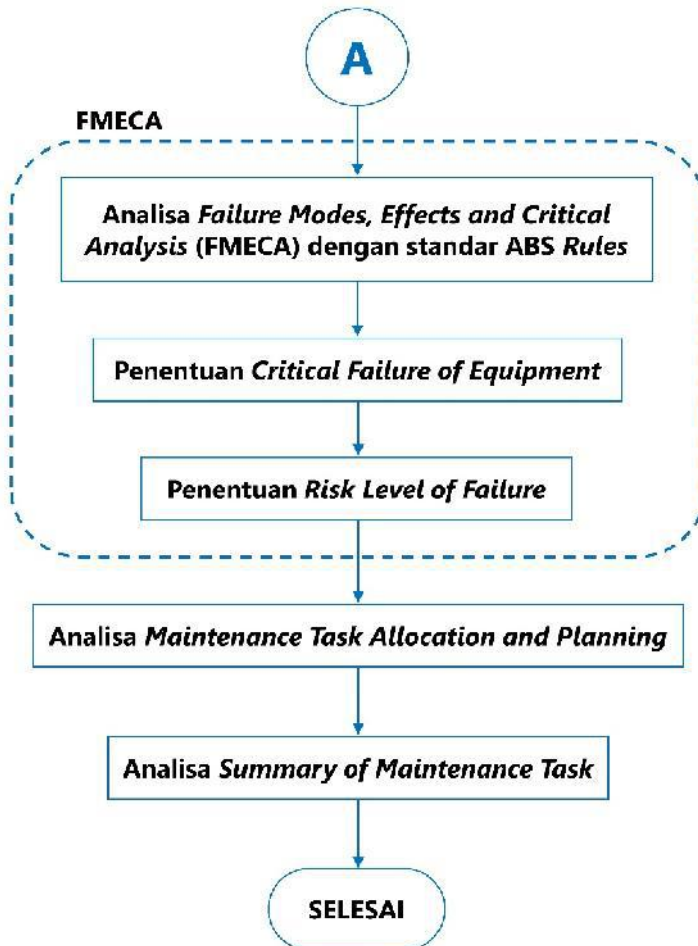 A
FMECA
Analisa Failure Modes, Effects and Critical
Analysis (FMECA) dengan standar ABS Rules
Penentuan Critical Failure of Equipment
Penentuan Risk Level of Failure
Analisa Maintenance Task Allocation and Planning
Analisa Summary of Maintenance Task
SELESAI